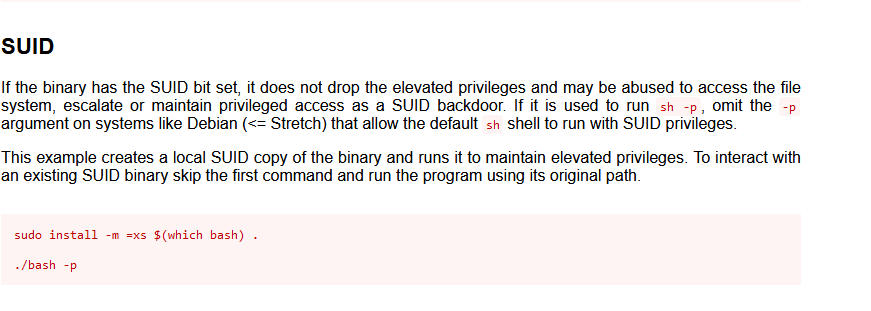 SUID
If the binary has the SUID bit set, it does not drop the elevated privileges and may be abused to access the file
system, escalate or maintain privileged access as a SUID backdoor. If it is used to run sh -p, omit the -p
argument on systems like Debian (<= Stretch) that allow the default sh shell to run with SUID privileges.
This example creates a local SUID copy of the binary and runs it to maintain elevated privileges. To interact with
an existing SUID binary skip the first command and run the program using its original path.
sudo install -m =xs $(which bash) .
./bash -p